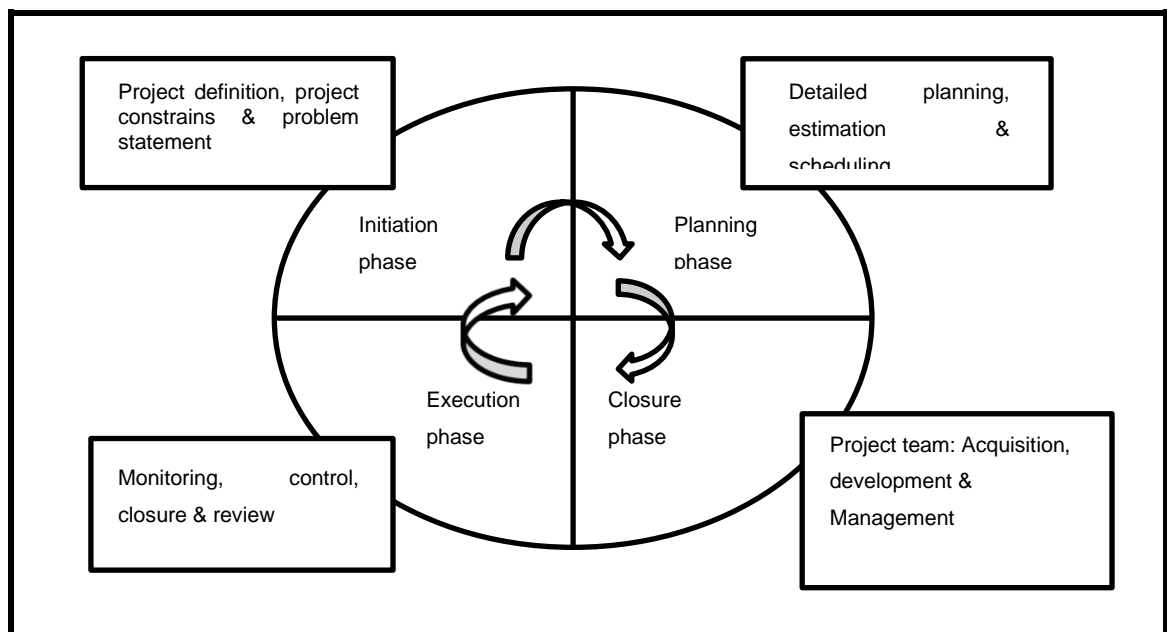 Project definition, project
constrains & problem
statement
Detailed planning,
estimation &
scheduling
Initiation
phase
Planning
phase
Execution
phase
Closure
phase
Monitoring, control,
closure & review
Project team: Acquisition,
development &
Management